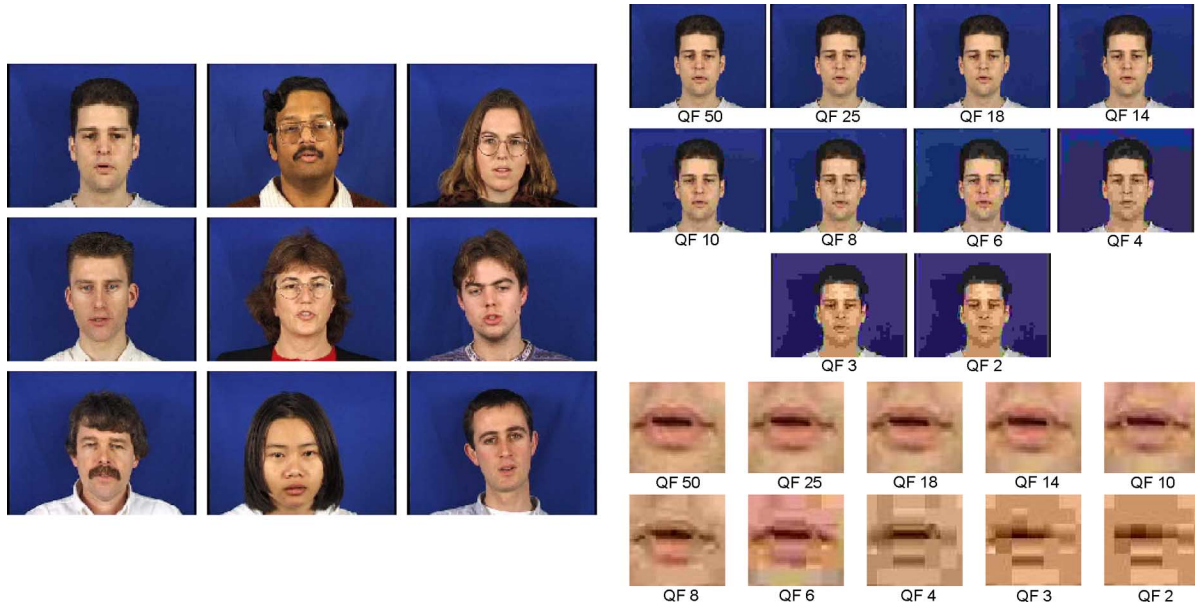 QF 50 QF 25 QF 18 QF 14
QF 10 QF 8 QF 6 QF 4
QF 3 QF 2
QF 50 QF 25 QF 18 QF 14 QF 10
QF 8 QF 6 QF 4 QF 3 QF 2